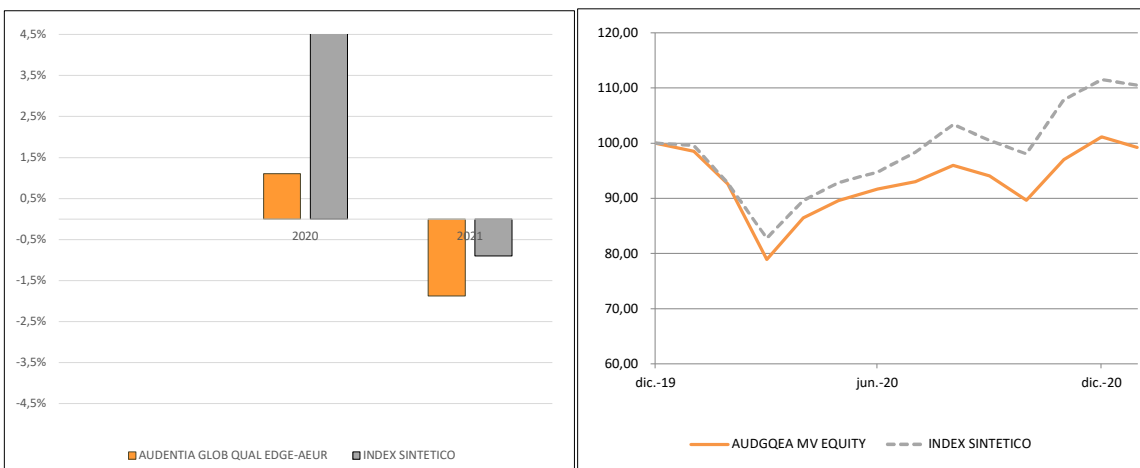 4,5%
3,5%
2,5%
1,5%
0,5%
-0,5%
-1,5%
-2,5%
-3,5%
-4,5%
2020
2021
AUDENTIA GLOB QUAL EDGE-AEUR
INDEX SINTETICO
120,00
110,00
100,00
90,00
80,00
70,00
60,00
dic.-19
jun.-20
dic.-20
AUDGQEA MV EQUITY
INDEX SINTETICO